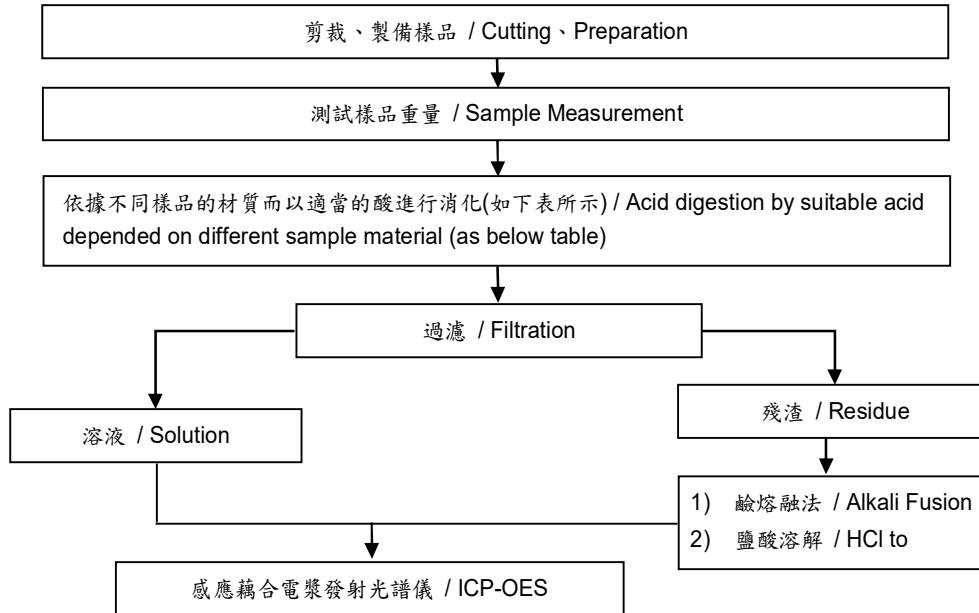 剪裁、製備樣品 / Cutting、Preparation
測試樣品重量 / Sample Measurement
依據不同樣品的材質而以適當的酸進行消化(如下表所示) / Acid digestion by suitable acid
depended on different sample material (as below table)
過濾 / Filtration
溶液 / Solution
殘渣 / Residue
1) 鹼熔融法 / Alkali Fusion
2) 鹽酸溶解 / HCl to
感應藕合電漿發射光譜儀 / ICP-OES